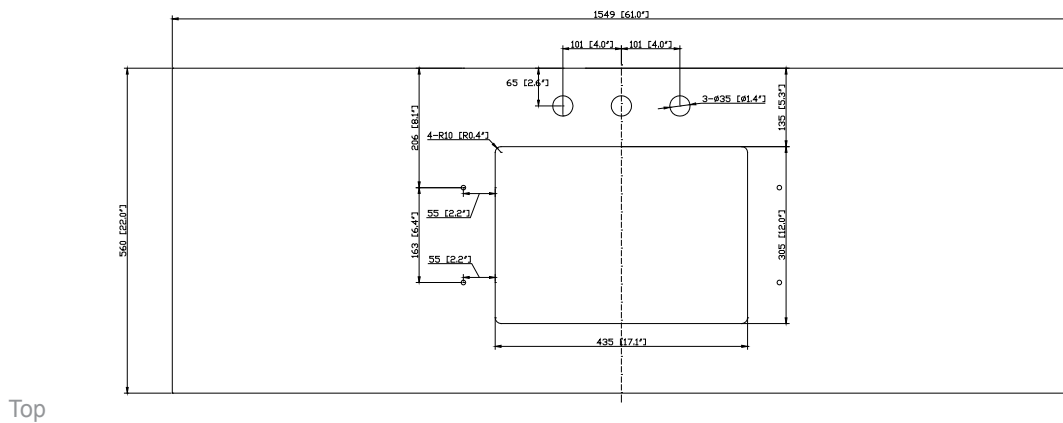 1549 [61.0"]
101 [4.0"] 101 [4.0"]
65 [2.6"]
3-ø35 [ø1.4"]
135 [5.3"]
206 [8.1"]
4-R10 [R0.4"]
55 [2.2"]
163 [6.4"]
560 [22.0"]
305 [12.0"]
55 [2.2"]
435 [17.1"]
Top